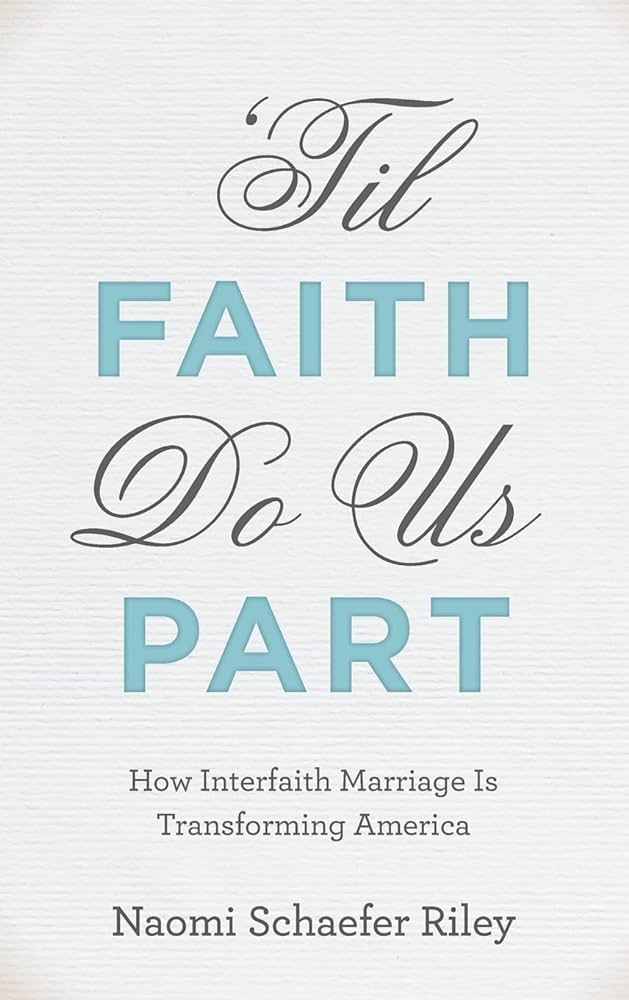 ‘Til
FAITH
Do Us
PART
How Interfaith Marriage Is
Transforming America
Naomi Schaefer Riley